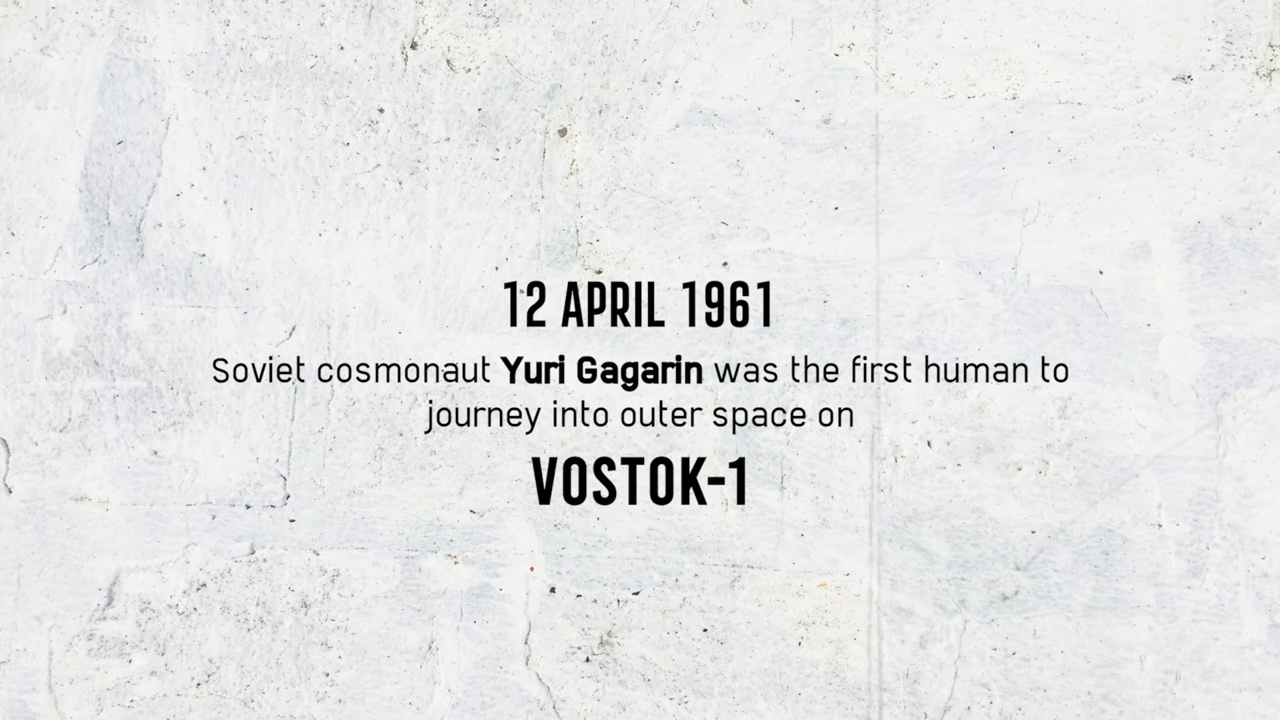 12 APRIL 1961
Soviet cosmonaut Yuri Gagarin was the first human to
journey into outer space on
VOSTOK-1